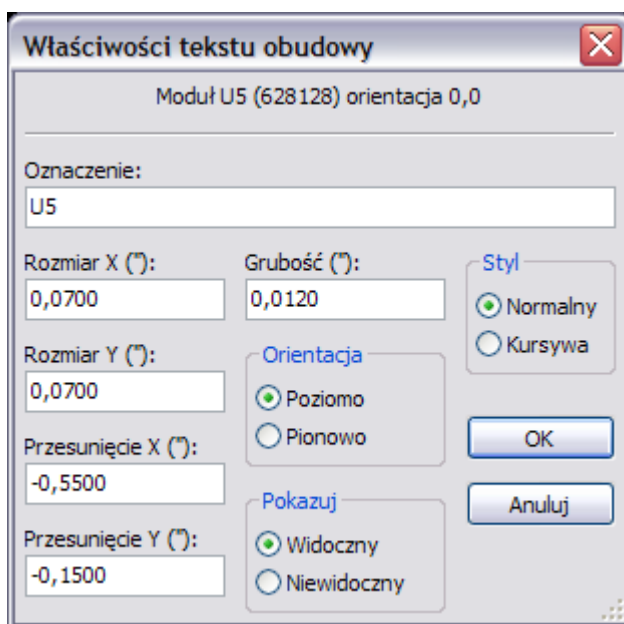 Właściwości tekstu obudowy
Moduł U5 (628128) orientacja 0,0
Oznaczenie:
U5
Rozmiar X ("):
0,0700
Rozmiar Y ("):
0,0700
Przesunięcie X ("):
-0,5500
Przesunięcie Y ("):
-0,1500
Grubość ("):
0,0120
Orientacja
Poziomo
Pionowo
Pokazuj
Widoczny
Niewidoczny
Styl
Normalny
Kursywa
OK
Anuluj